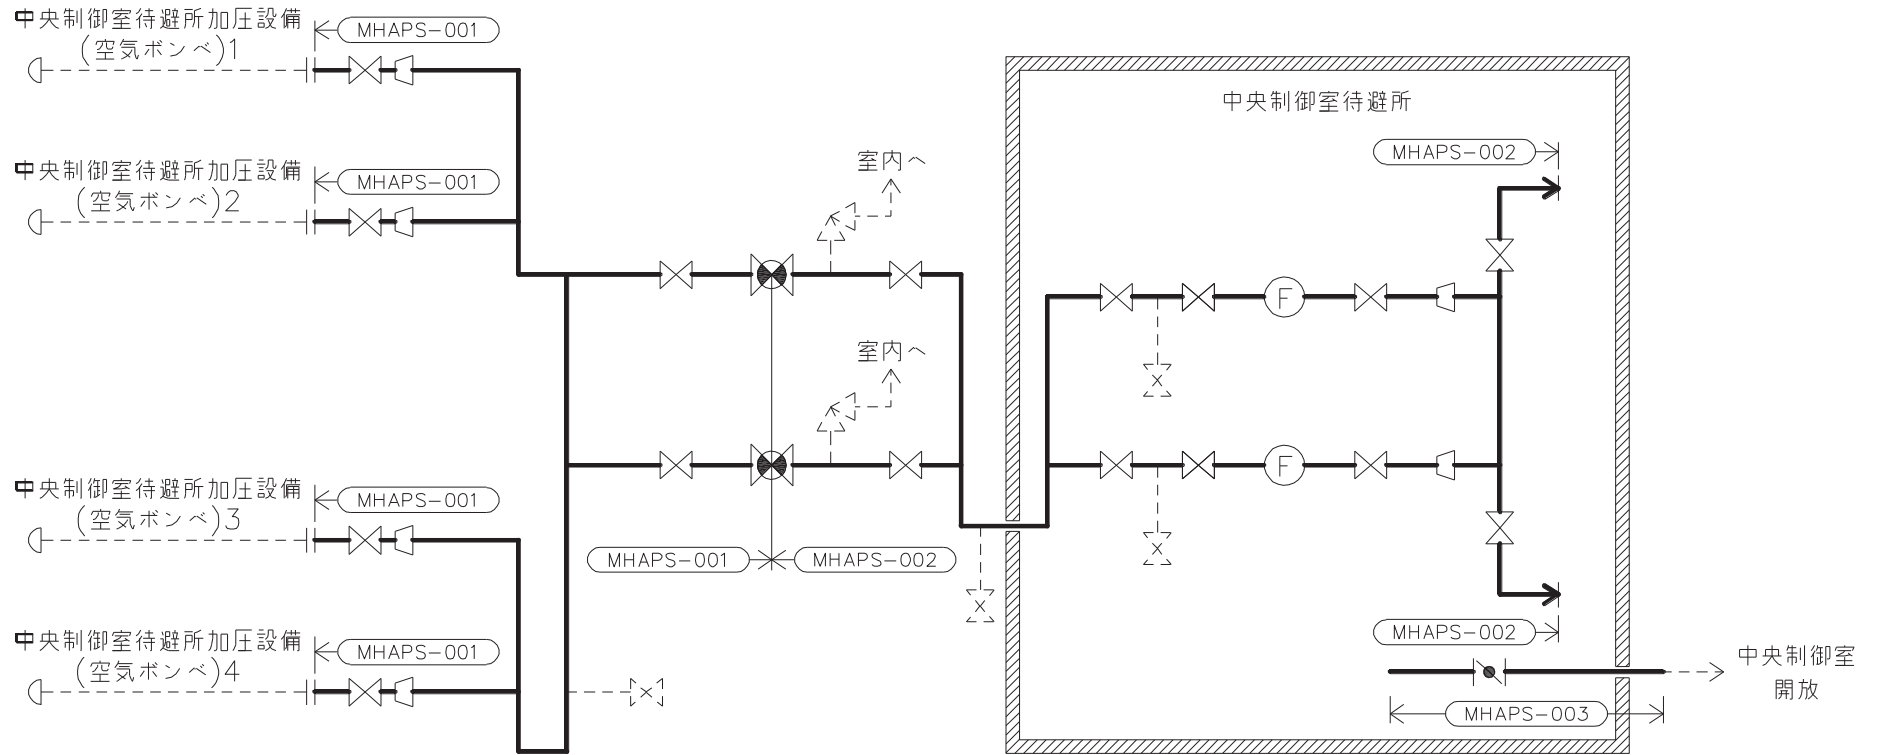 中央制御室待避所加圧設備
(空気ボンベ)1
MHAPS-001
中央制御室待避所加圧設備
(空気ボンベ)2
MHAPS-001
中央制御室待避所加圧設備
(空気ボンベ)3
MHAPS-001
中央制御室待避所加圧設備
(空気ボンベ)4
MHAPS-001
室内へ
室内へ
MHAPS-001
MHAPS-002
中央制御室待避所
MHAPS-002
F
F
MHAPS-002
MHAPS-003
中央制御室
開放